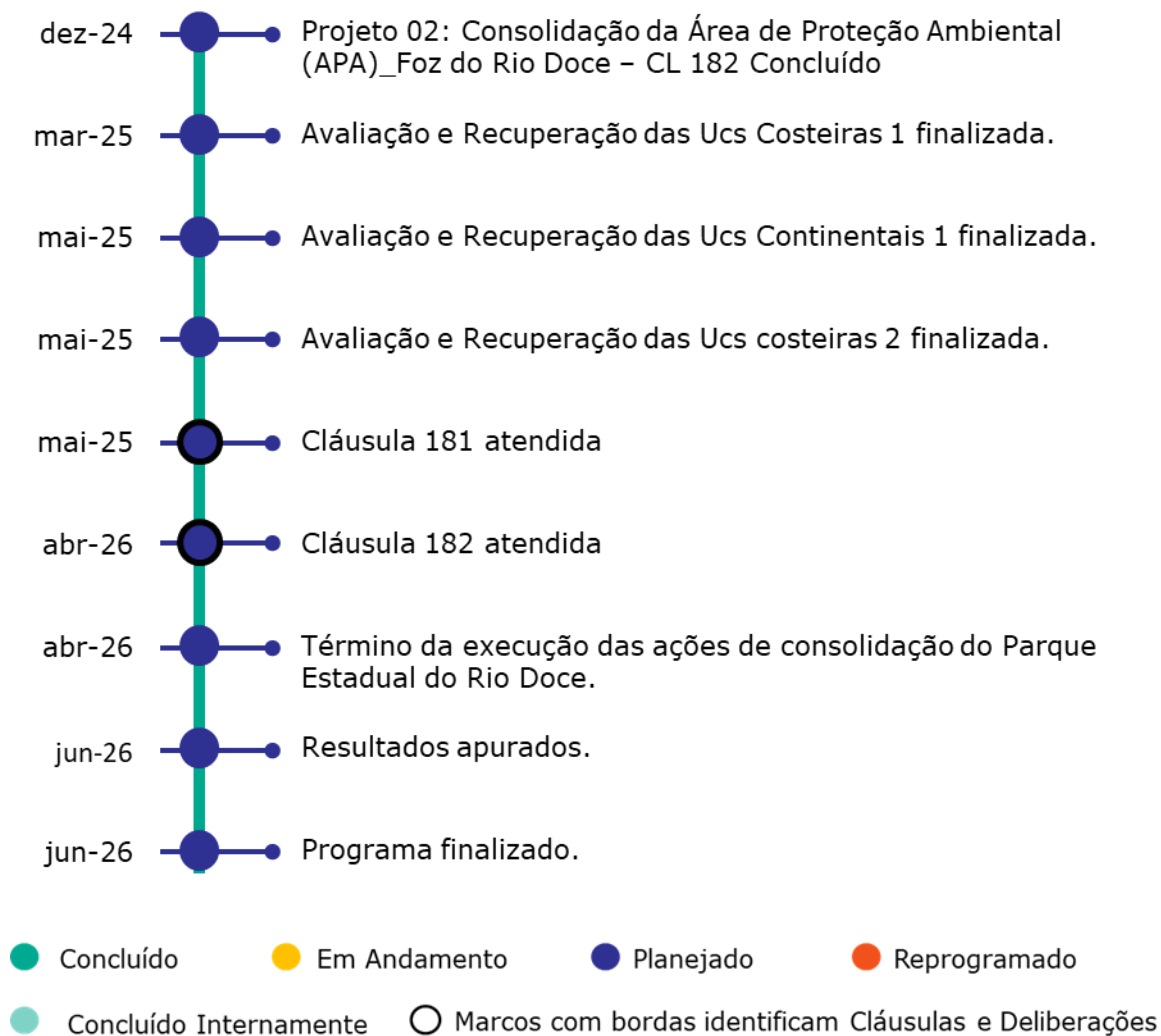 dez-24
Projeto 02: Consolidação da Área de Proteção Ambiental
(APA)_Foz do Rio Doce – CL 182 Concluído
mar-25
Avaliação e Recuperação das Ucs Costeiras 1 finalizada.
mai-25
Avaliação e Recuperação das Ucs Continentais 1 finalizada.
mai-25
Avaliação e Recuperação das Ucs costeiras 2 finalizada.
mai-25
Cláusula 181 atendida
abr-26
Cláusula 182 atendida
abr-26
Término da execução das ações de consolidação do Parque
Estadual do Rio Doce.
jun-26
Resultados apurados.
jun-26
Programa finalizado.
Concluído
Em Andamento
Planejado
Reprogramado
Concluído Internamente
Marcos com bordas identificam Cláusulas e Deliberações